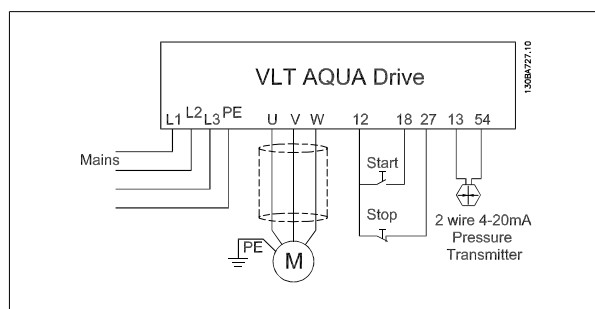 VLT AQUA Drive
130BA727.10
L1 L2 L3 PE U V W 12 18 27 13 54
Mains
Start
Stop
2 wire 4-20mA
Pressure
Transmitter
PE
M